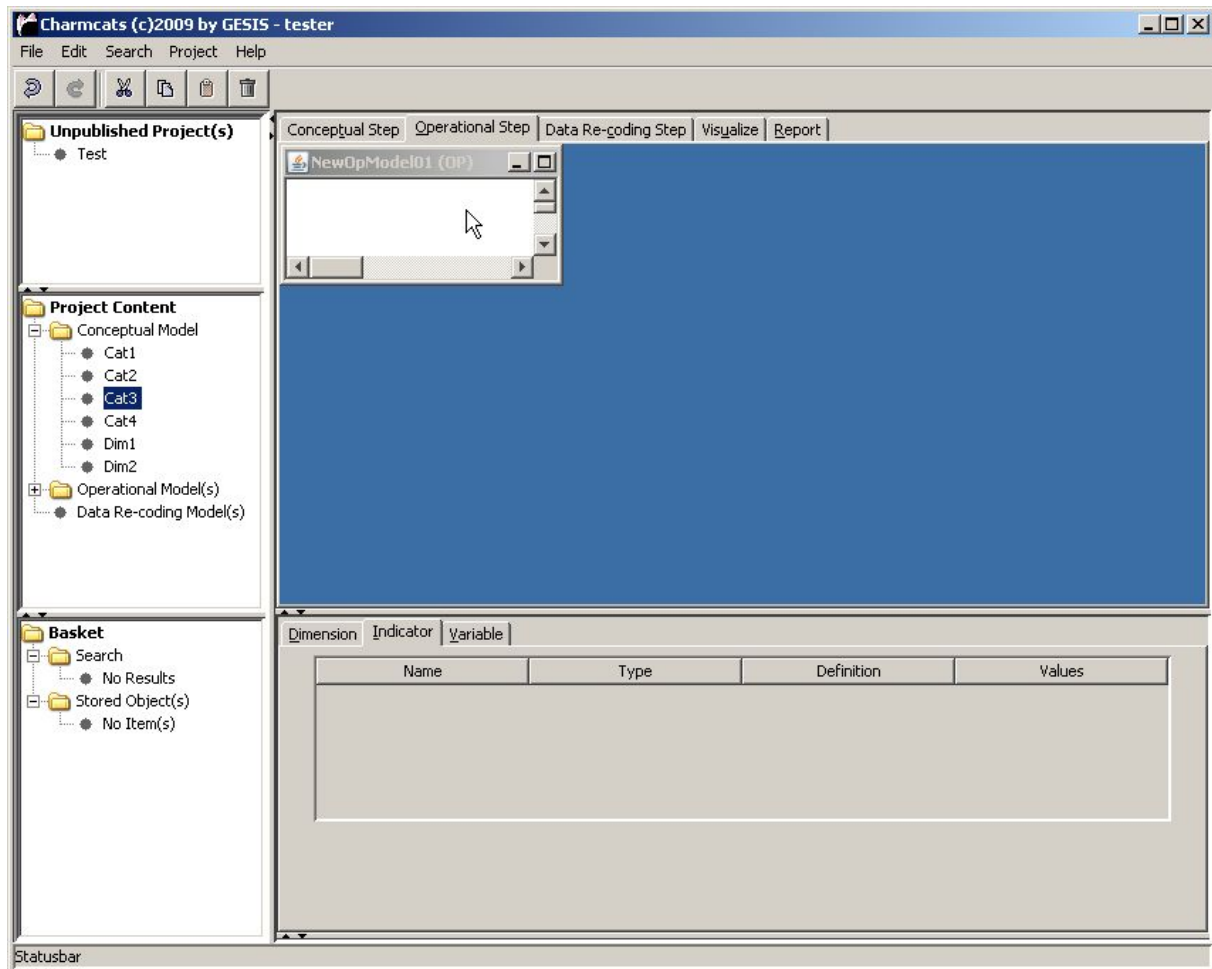 Charmcats (c)2009 by GESIS - tester
File Edit Search Project Help
Unpublished Project(s)
Test
Project Content
Conceptual Model
Cat1
Cat2
Cat3
Cat4
Dim1
Dim2
Operational Model(s)
Data Re-coding Model(s)
Basket
Search
No Results
Stored Object(s)
No Item(s)
Conceptual Step Operational Step Data Re-coding Step Visualize Report
NewOpModel01 (OP)
Dimension Indicator Variable
Name Type Definition Values
Statusbar